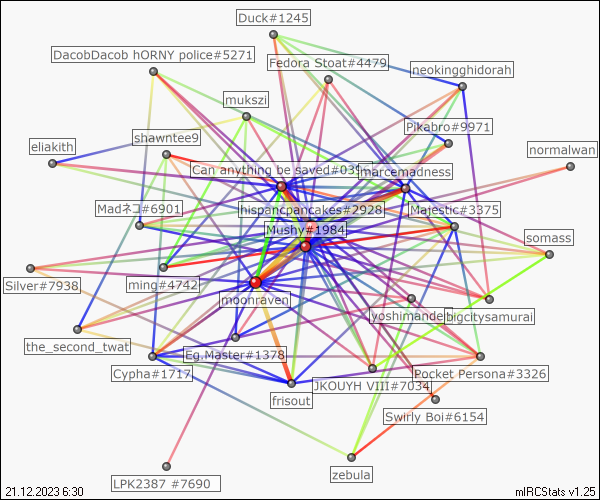 Duck#1245
DacobDacob hORNY police#5271
Fedora Stoat#4479
neokingghidorah
mukszi
Pikabro#9971
shawntee9
eliakith
normalwan
Can anything be saved#039
marcemadness
Madネコ#6901
hispancpancakes#2928
Majestic#3375
Mushy#1984
somass
Silver#7938
ming#4742
moonraven
yoshimande
bigcitysamurai
the_second_twat
Eg.Master#1378
Cypha#1717
JKOUYH VIII#7034
Pocket Persona#3326
frisout
Swirly Boi#6154
zebula
LPK2387 #7690
21.12.2023 6:30
mIRCStats v1.25